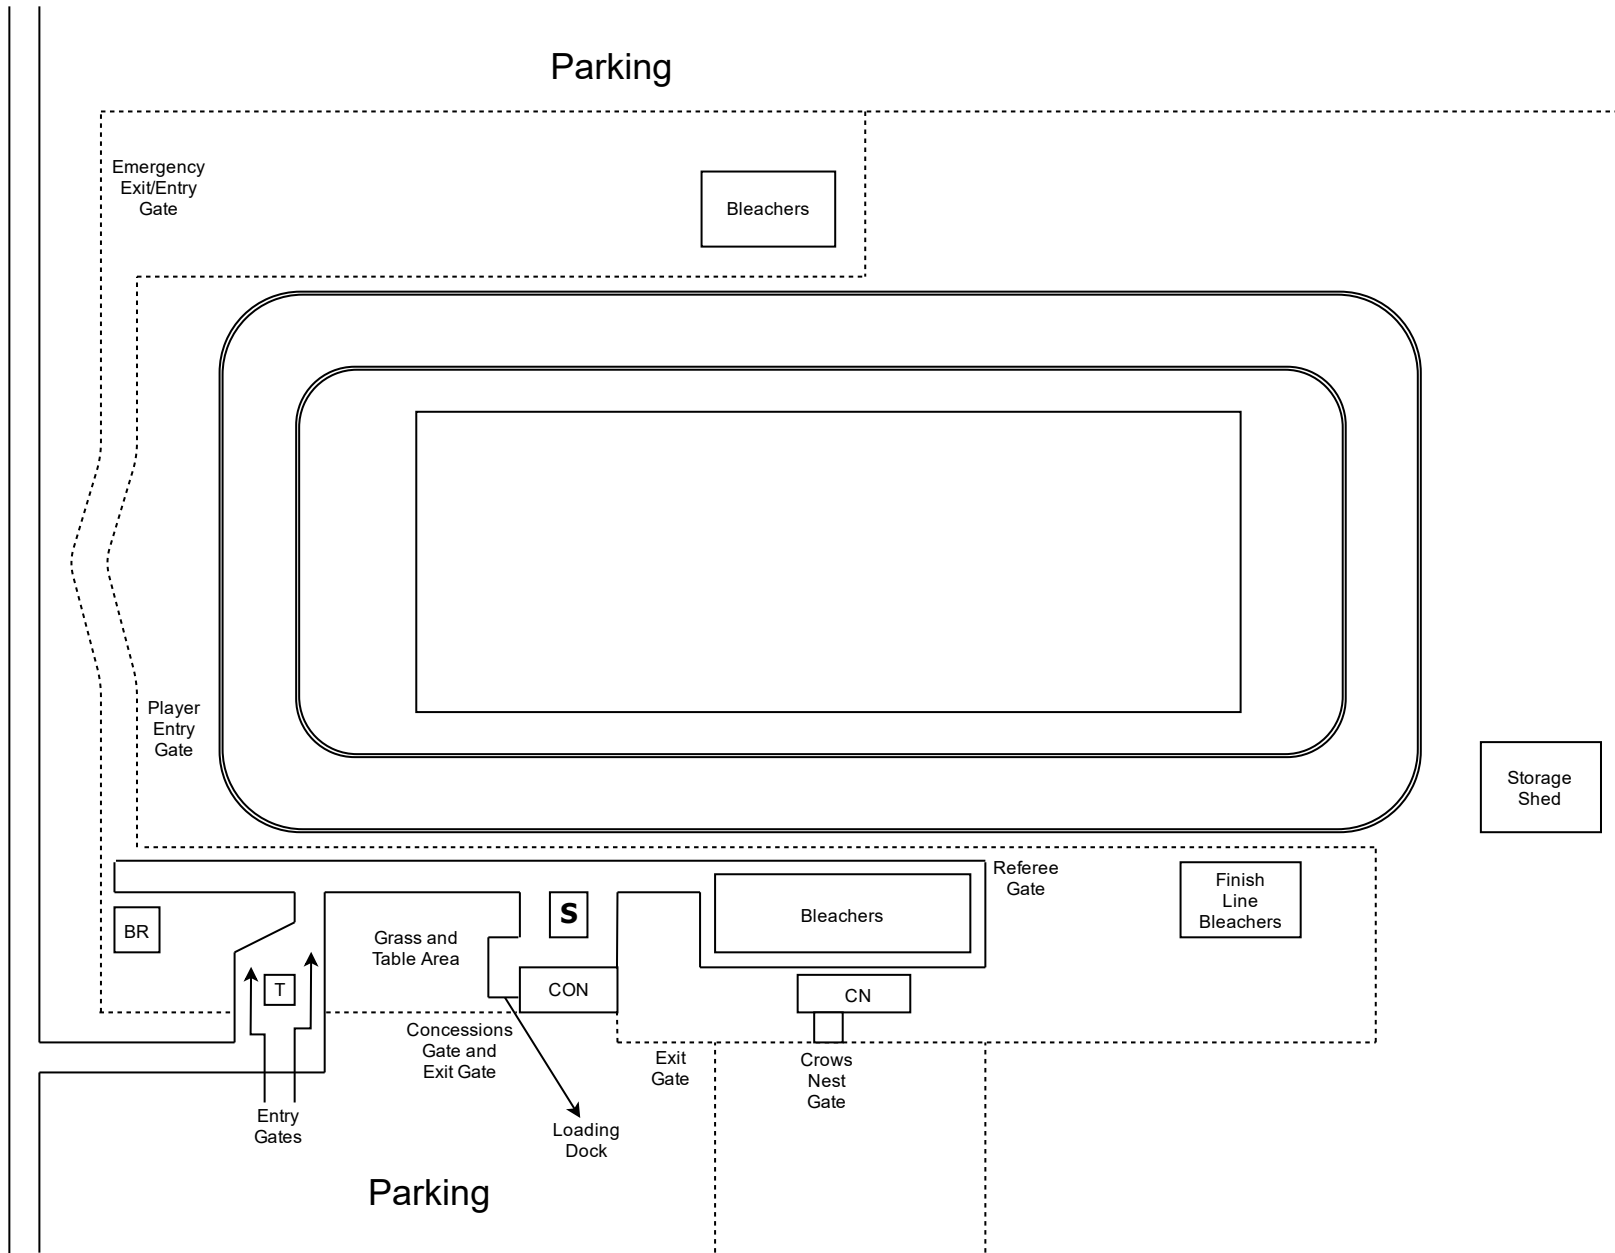 Parking
Emergency
Exit/Entry
Gate
Bleachers
Player
Entry
Gate
Storage
Shed
Referee
Gate
Finish
Line
Bleachers
Bleachers
S
BR
Grass and
Table Area
T
CON
CN
Concessions
Gate and
Exit Gate
Exit
Gate
Crows
Nest
Gate
Entry
Gates
Loading
Dock
Parking